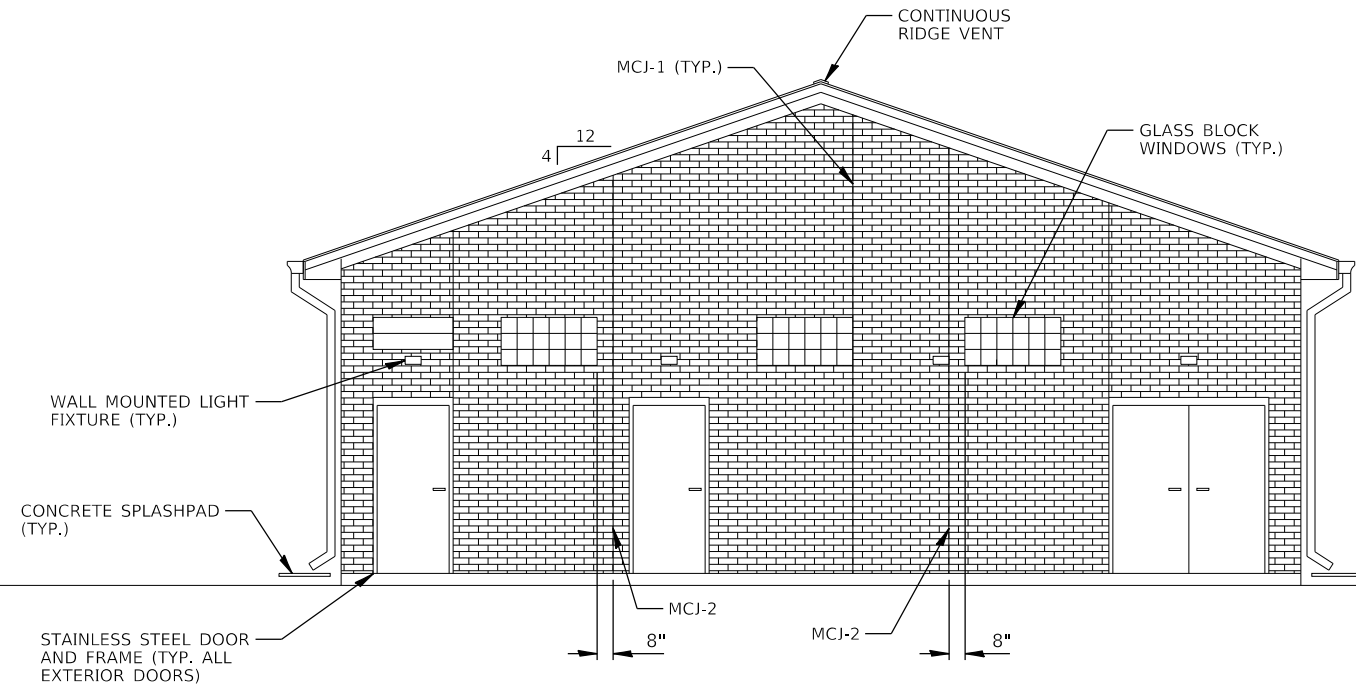 CONTINUOUS
RIDGE VENT
MCJ-1 (TYP.)
12
4
GLASS BLOCK
WINDOWS (TYP.)
WALL MOUNTED LIGHT
FIXTURE (TYP.)
CONCRETE SPLASHPAD
(TYP.)
MCJ-2
MCJ-2
8"
8"
STAINLESS STEEL DOOR
AND FRAME (TYP. ALL
EXTERIOR DOORS)